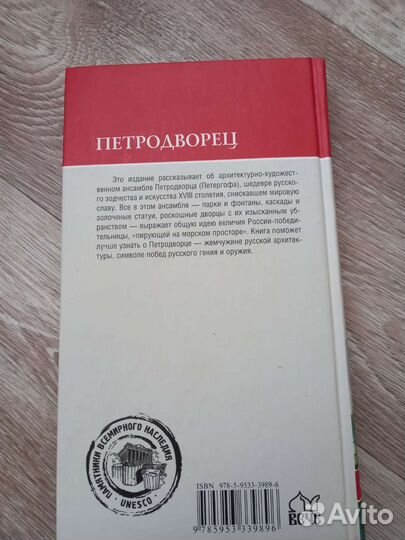 ПЕТРОДВОРЕЦ
Это издание рассказывает об архитектурно-художест-
венном ансамбле Петродворца (Петергофа), шедевре русско-
го зодчества и искусства XVIII столетия, снискавшем мировую
славу. Все в этом ансамбле — парки и фонтаны, каскады и
золоченые статуи, роскошные дворцы с их изысканным уб-
ранством — выражает общую идею величия России-победи-
тельницы, «пирующей на морском просторе». Книга поможет
лучше узнать о Петродворце — жемчужине русской архитек-
туры, символе побед русского гения и оружия.
ПАМЯТНИКИ ВСЕМИРНОГО НАСЛЕДИЯ
UNESCO
ISBN 978-5-9533-3989-6
9 785953 339896
ВЕЧЕ
Avito